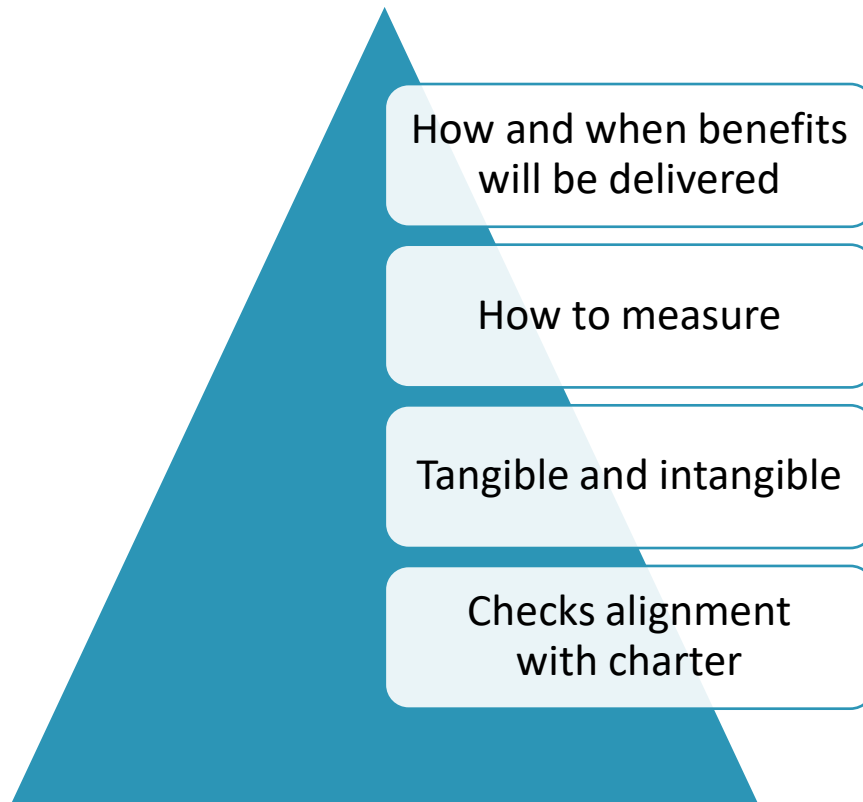 How and when benefits
will be delivered
How to measure
Tangible and intangible
Checks alignment
with charter